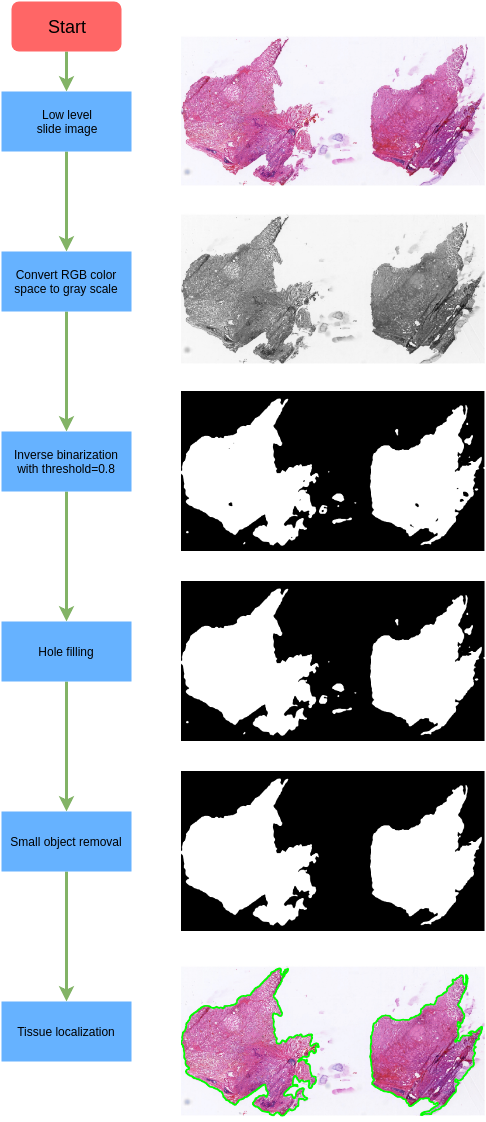 Start
Low level
slide image
Convert RGB color
space to gray scale
Inverse binarization
with threshold=0.8
Hole filling
Small object removal
Tissue localization